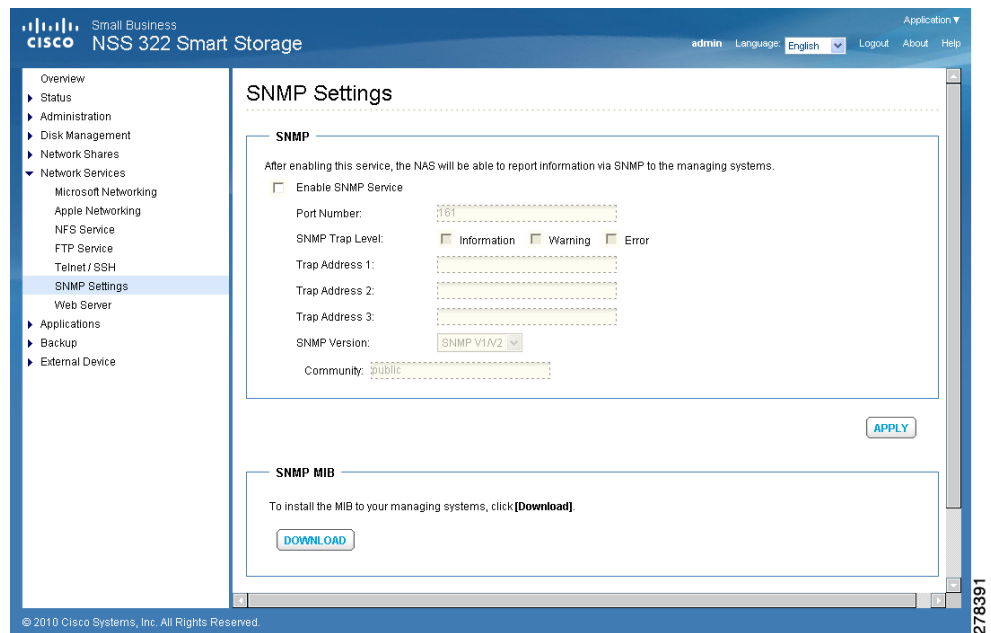 Small Business
CISCO NSS 322 Smart Storage
Application ▼
admin Language: English Logout About Help
Overview
Status
Administration
Disk Management
Network Shares
Network Services
Microsoft Networking
Apple Networking
NFS Service
FTP Service
Telnet / SSH
SNMP Settings
Web Server
Applications
Backup
External Device
SNMP Settings
SNMP
After enabling this service, the NAS will be able to report information via SNMP to the managing systems.
Enable SNMP Service
Port Number: 161
SNMP Trap Level: Information Warning Error
Trap Address 1:
Trap Address 2:
Trap Address 3:
SNMP Version: SNMP V1/V2
Community: public
APPLY
SNMP MIB
To install the MIB to your managing systems, click [Download].
DOWNLOAD
© 2010 Cisco Systems, Inc. All Rights Reserved.
278391